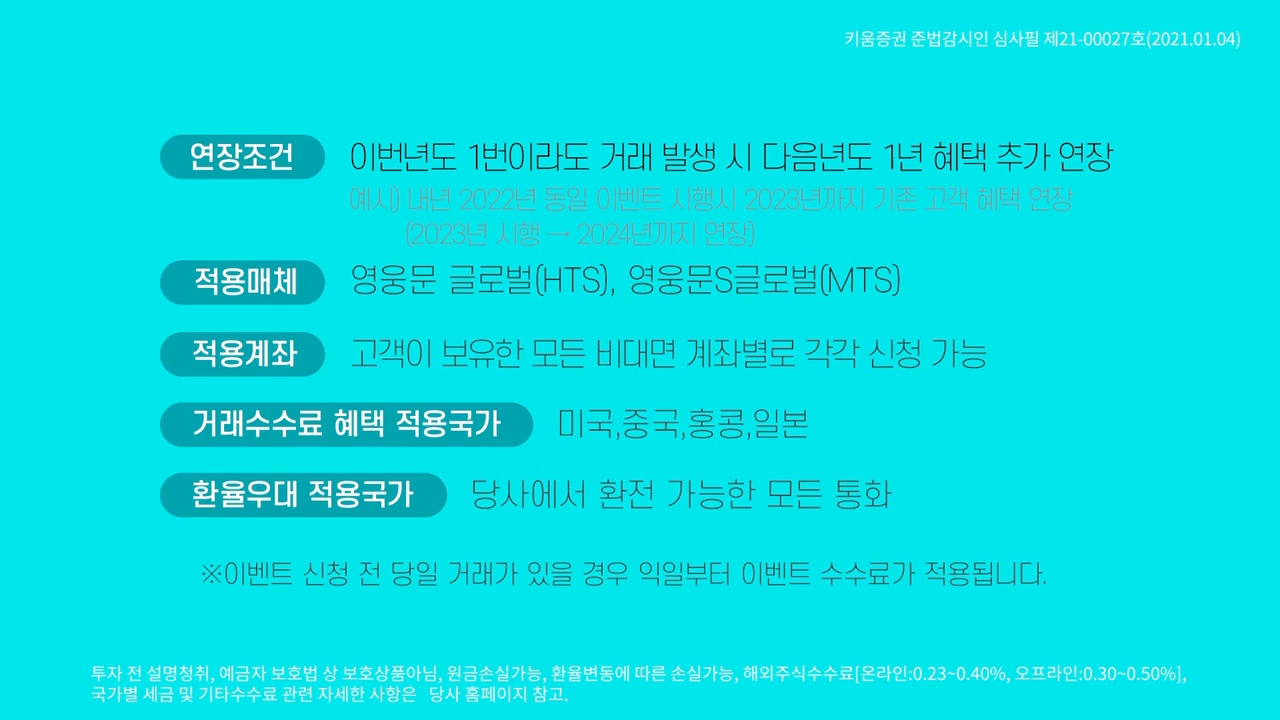 키움증권 준법감시인 심사필 제21-00027호(2021.01.04)
연장조건 이번년도 1번이라도 거래 발생 시 다음년도 1년 혜택 추가 연장
예시) 내년 2022년 동일 이벤트 시행시 2023년까지 기존 고객 혜택 연장
(2023년 시행 → 2024년까지 연장)
적용매체 영웅문 글로벌(HTS), 영웅문S글로벌(MTS)
적용계좌 고객이 보유한 모든 비대면 계좌별로 각각 신청 가능
거래수수료 혜택 적용국가 미국,중국,홍콩,일본
환율우대 적용국가 당사에서 환전 가능한 모든 통화
※이벤트 신청 전 당일 거래가 있을 경우 익일부터 이벤트 수수료가 적용됩니다.
투자 전 설명청취, 예금자 보호법 상 보호상품아님, 원금손실가능, 환율변동에 따른 손실가능, 해외주식수수료[온라인:0.23~0.40%, 오프라인:0.30~0.50%],
국가별 세금 및 기타수수료 관련 자세한 사항은 당사 홈페이지 참고.